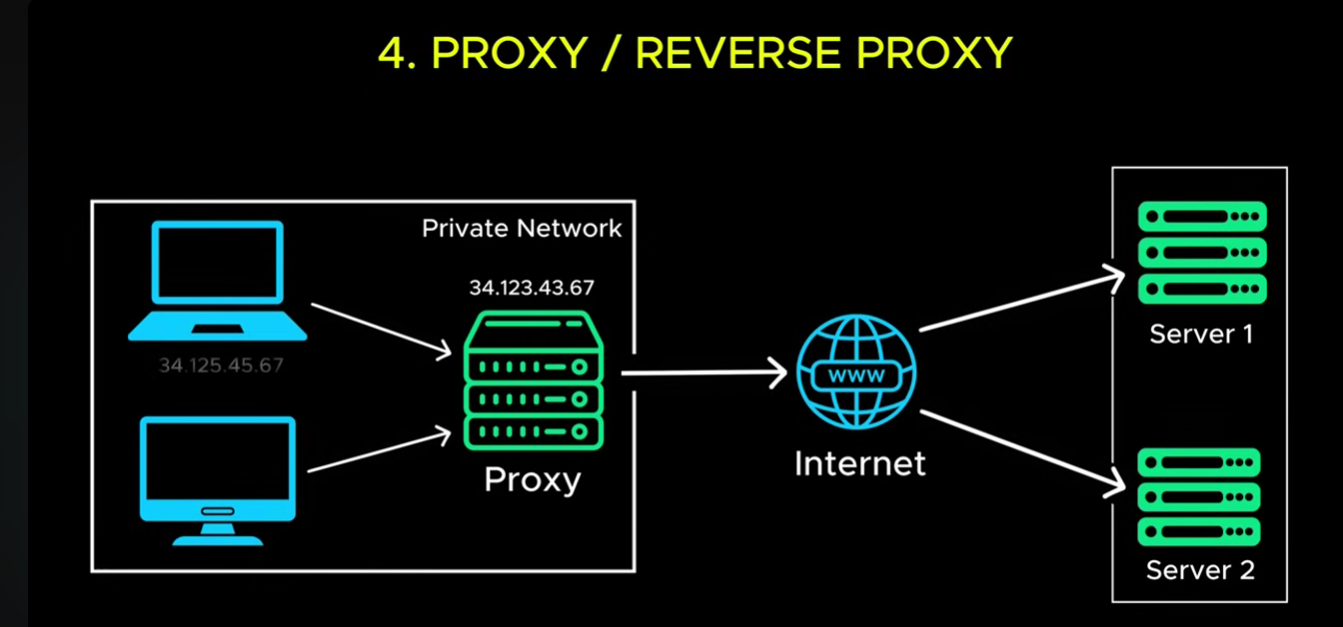 4. PROXY / REVERSE PROXY
Private Network
34.123.43.67
34.125.45.67
Proxy
www
Internet
Server 1
Server 2